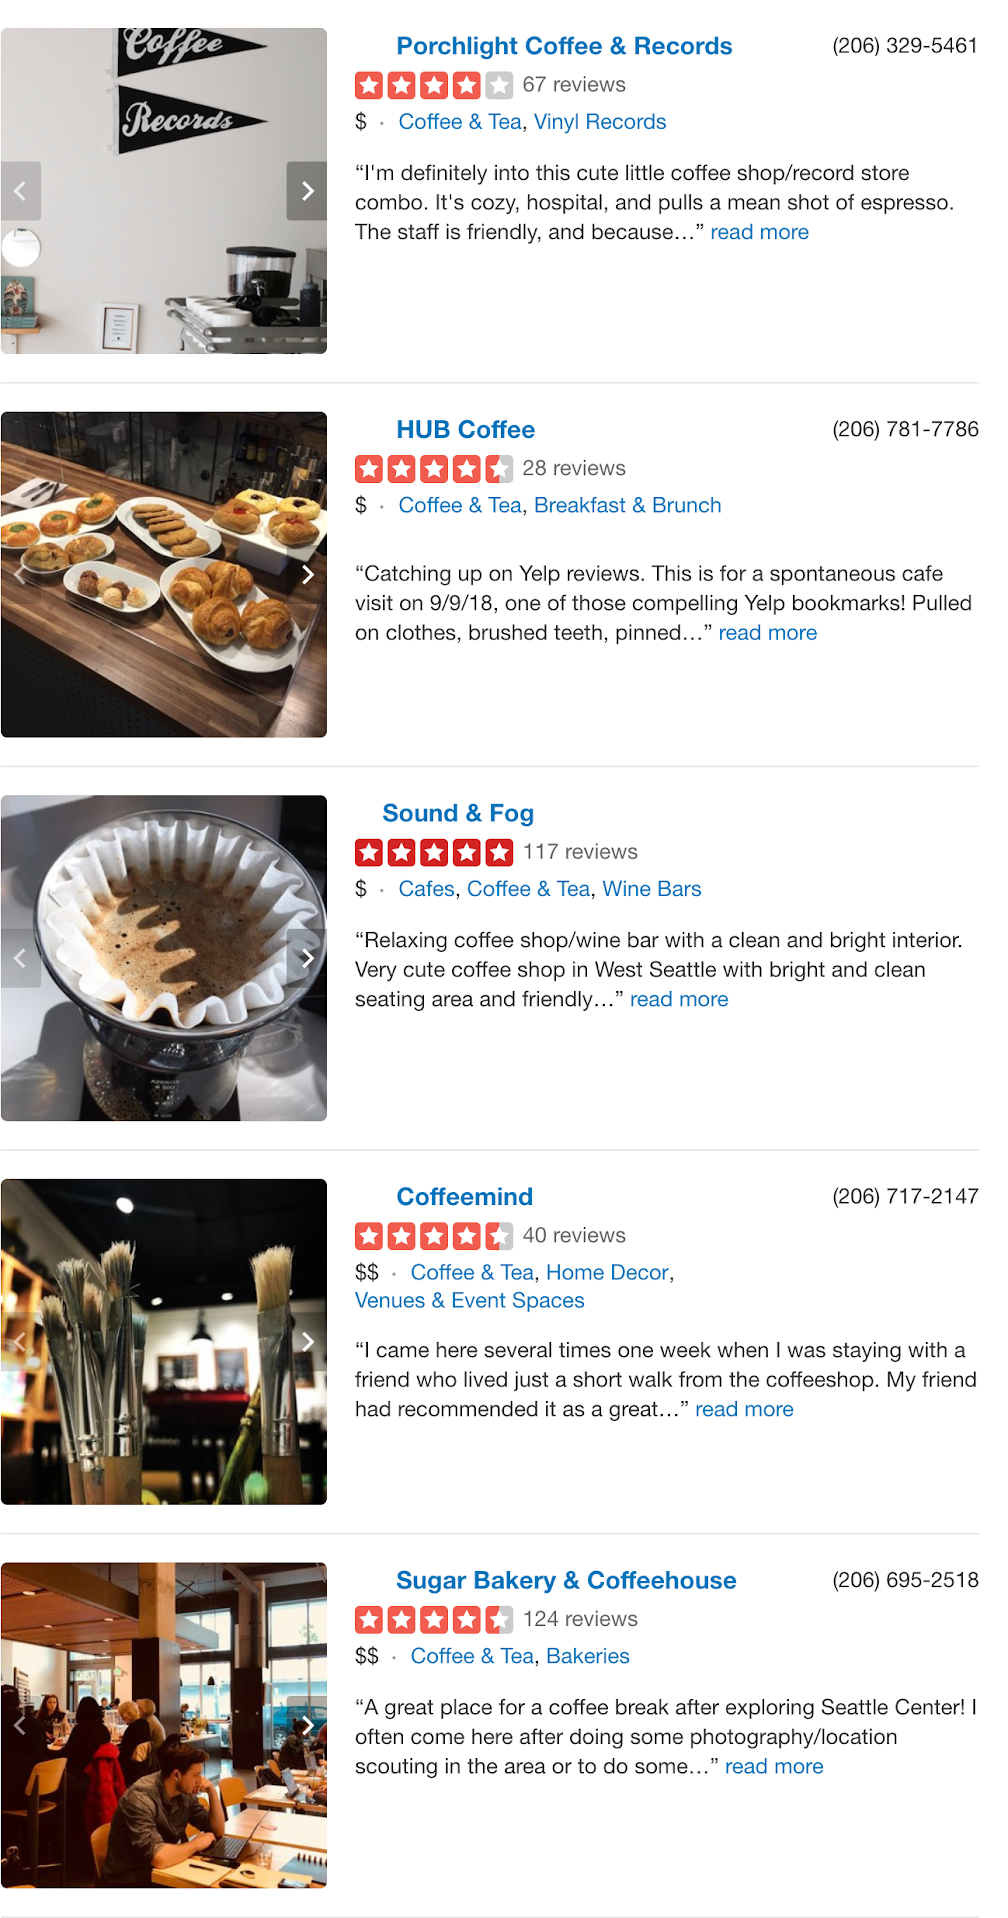 Coffee
Records
Porchlight Coffee & Records
(206) 329-5461
67 reviews
$ · Coffee & Tea, Vinyl Records
“I'm definitely into this cute little coffee shop/record store
combo. It's cozy, hospital, and pulls a mean shot of espresso.
The staff is friendly, and because…” read more
HUB Coffee
(206) 781-7786
28 reviews
$ · Coffee & Tea, Breakfast & Brunch
“Catching up on Yelp reviews. This is for a spontaneous cafe
visit on 9/9/18, one of those compelling Yelp bookmarks! Pulled
on clothes, brushed teeth, pinned…” read more
Sound & Fog
117 reviews
$ · Cafes, Coffee & Tea, Wine Bars
“Relaxing coffee shop/wine bar with a clean and bright interior.
Very cute coffee shop in West Seattle with bright and clean
seating area and friendly…” read more
Coffeemind
(206) 717-2147
40 reviews
$$ · Coffee & Tea, Home Decor,
Venues & Event Spaces
“I came here several times one week when I was staying with a
friend who lived just a short walk from the coffeeshop. My friend
had recommended it as a great…” read more
Sugar Bakery & Coffeehouse
(206) 695-2518
124 reviews
$$ · Coffee & Tea, Bakeries
“A great place for a coffee break after exploring Seattle Center! I
often come here after doing some photography/location
scouting in the area or to do some…” read more